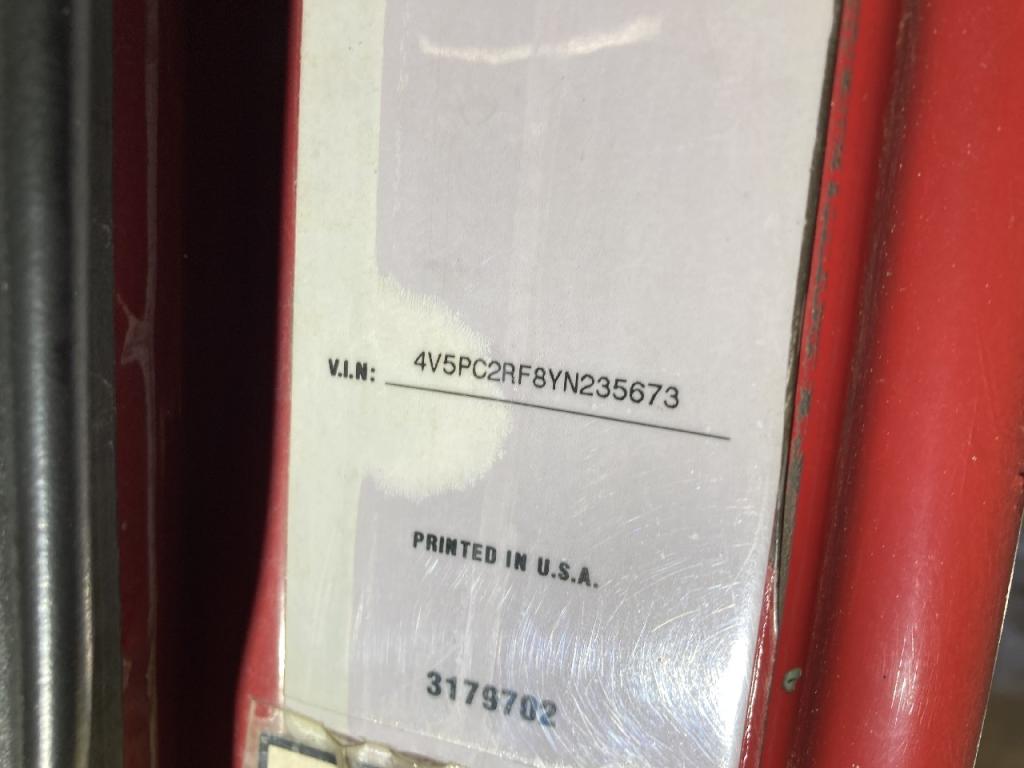 V.I.N: 4V5PC2RF8YN235673
PRINTED IN U.S.A.
3179702